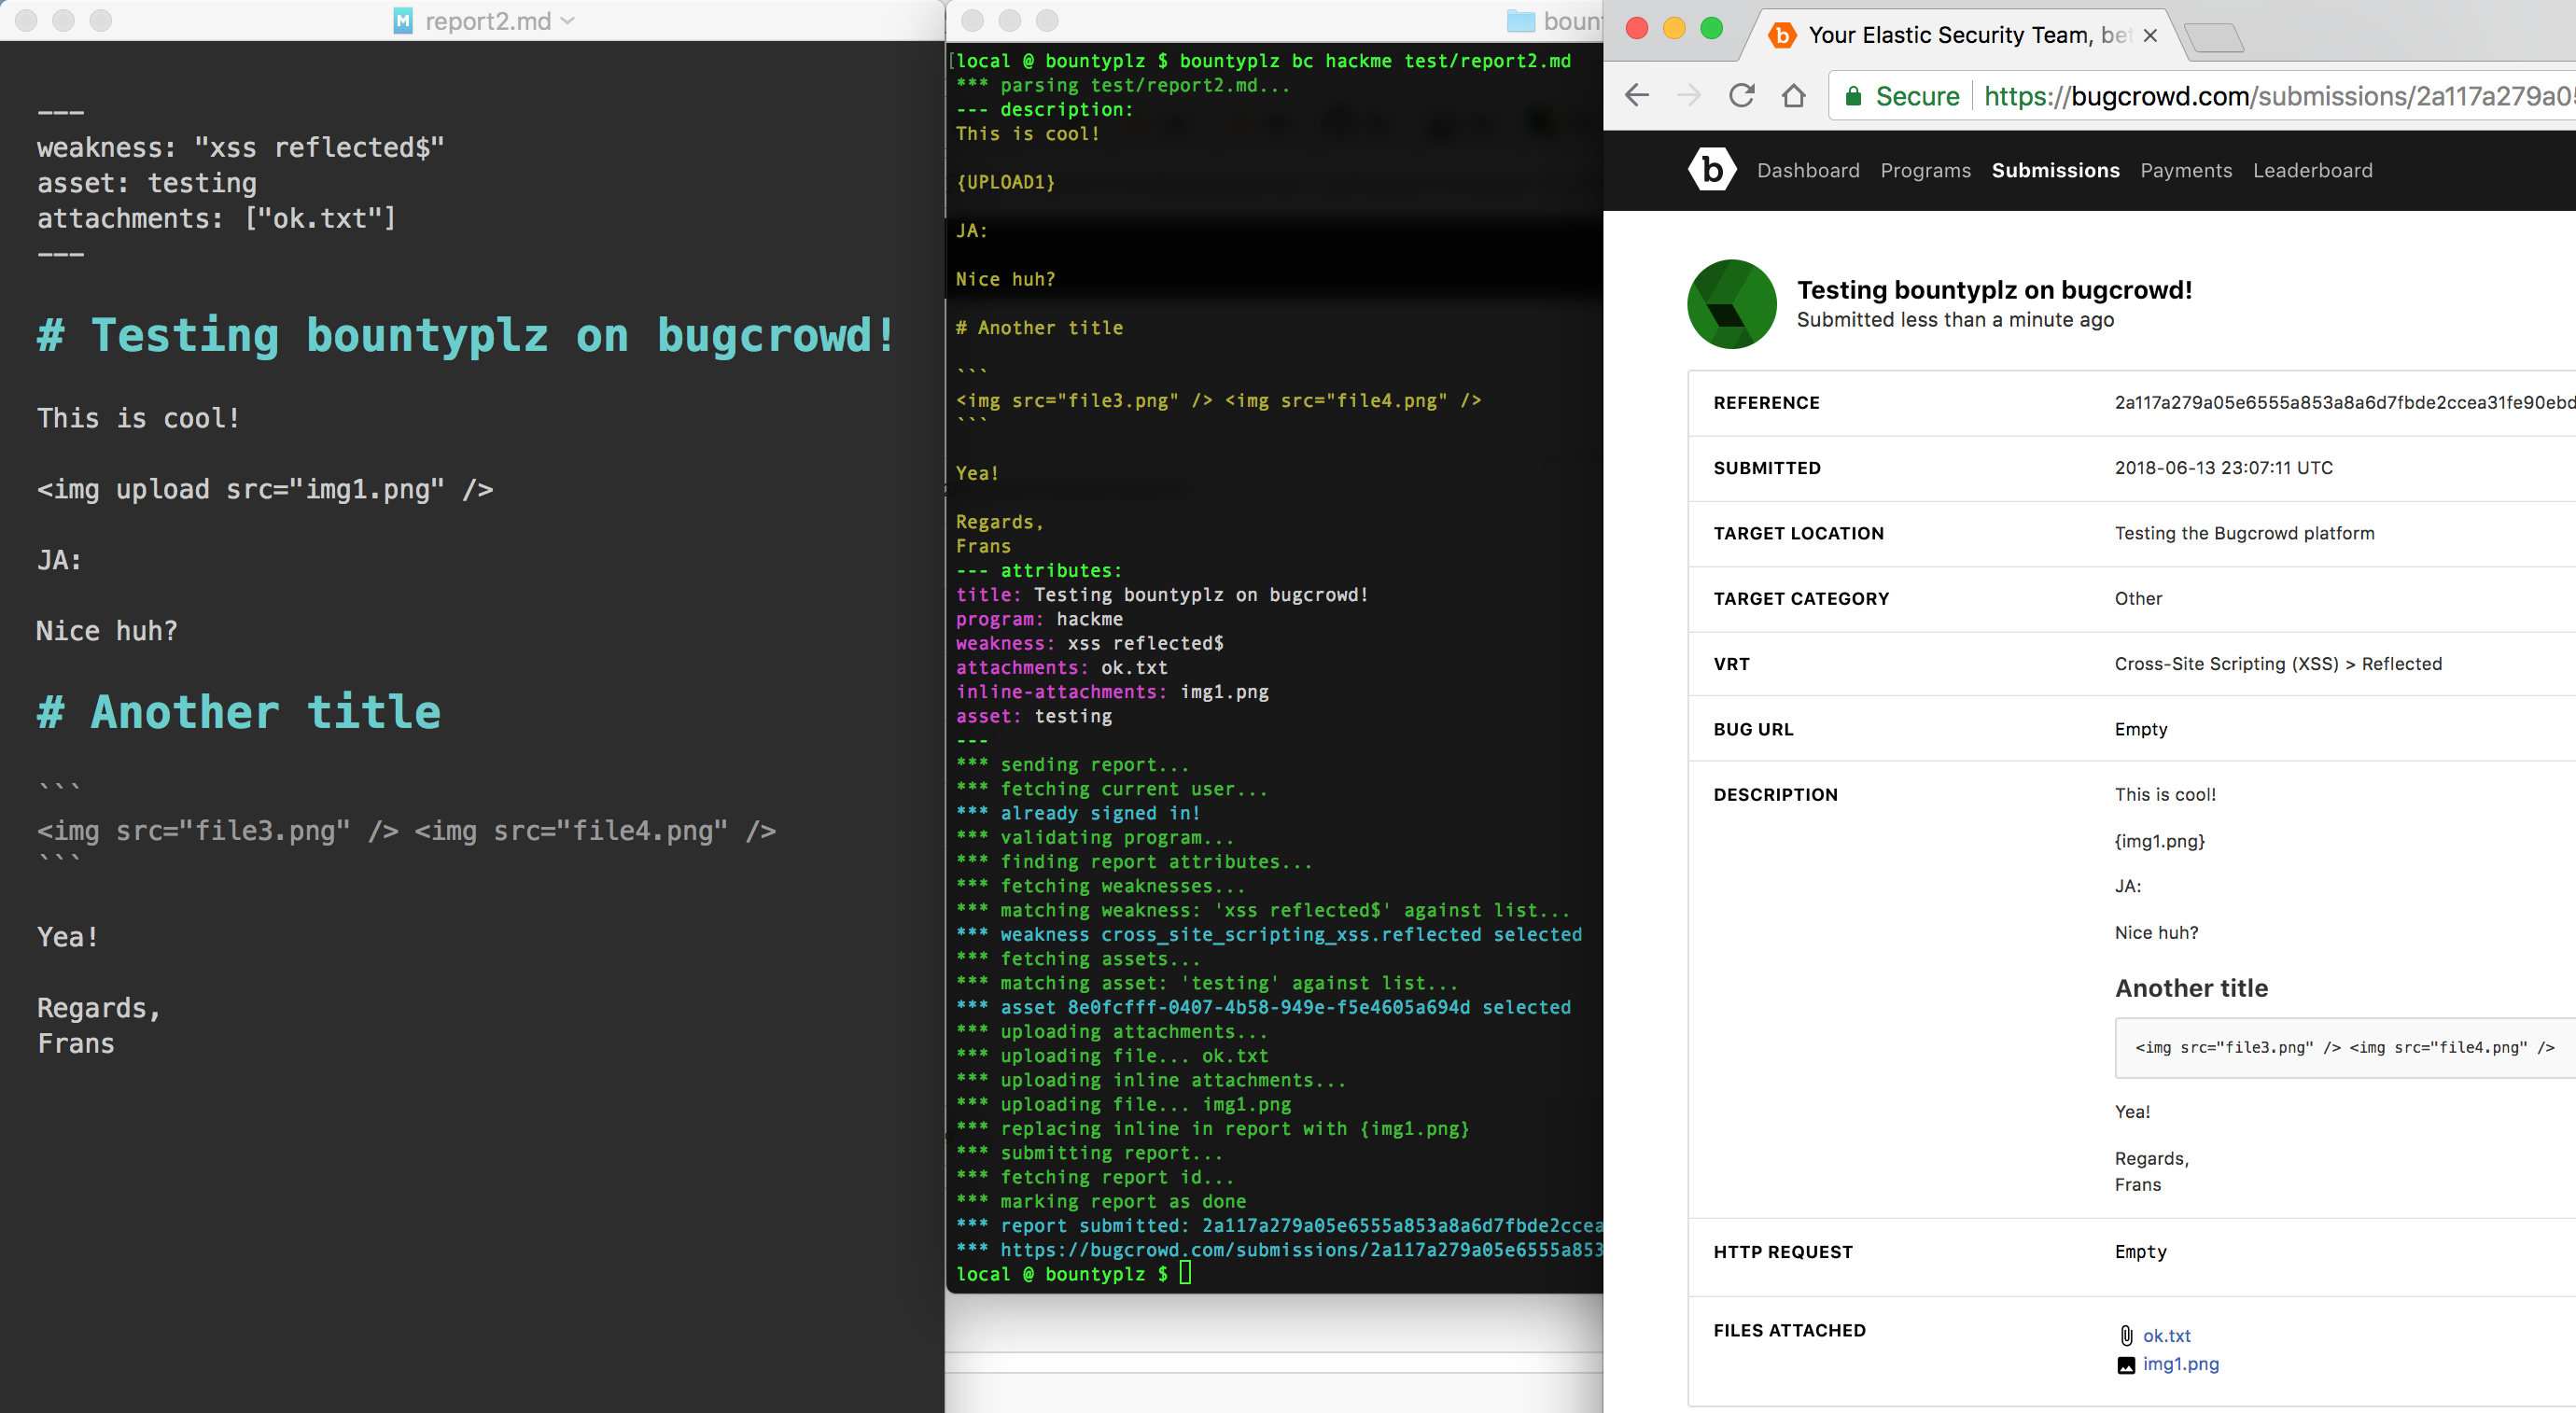 report2.md
---
weakness: "xss reflected$"
asset: testing
attachments: ["ok.txt"]
---
# Testing bountyplz on bugcrowd!
This is cool!
<img upload src="img1.png" />
JA:
Nice huh?
# Another title
```
<img src="file3.png" /> <img src="file4.png" />
```
Yea!
Regards,
Frans
[local @ bountyplz $ bountyplz bc hackme test/report2.md
*** parsing test/report2.md...
--- description:
This is cool!
{UPLOAD1}
JA:
Nice huh?
# Another title
```
<img src="file3.png" /> <img src="file4.png" />
```
Yea!
Regards,
Frans
--- attributes:
title: Testing bountyplz on bugcrowd!
program: hackme
weakness: xss reflected$
attachments: ok.txt
inline-attachments: img1.png
asset: testing
---
*** sending report...
*** fetching current user...
*** already signed in!
*** validating program...
*** finding report attributes...
*** fetching weaknesses...
*** matching weakness: 'xss reflected$' against list...
*** weakness cross_site_scripting_xss.reflected selected
*** fetching assets...
*** matching asset: 'testing' against list...
*** asset 8e0fcfff-0407-4b58-949e-f5e4605a694d selected
*** uploading attachments...
*** uploading file... ok.txt
*** uploading inline attachments...
*** uploading file... img1.png
*** replacing inline in report with {img1.png}
*** submitting report...
*** fetching report id...
*** marking report as done
*** report submitted: 2a117a279a05e6555a853a8a6d7fbde2ccea
*** https://bugcrowd.com/submissions/2a117a279a05e6555a853
local @ bountyplz $
Your Elastic Security Team, bet
Secure https://bugcrowd.com/submissions/2a117a279a05
b Dashboard Programs Submissions Payments Leaderboard
Testing bountyplz on bugcrowd!
Submitted less than a minute ago
REFERENCE 2a117a279a05e6555a853a8a6d7fbde2ccea31fe90ebd
SUBMITTED 2018-06-13 23:07:11 UTC
TARGET LOCATION Testing the Bugcrowd platform
TARGET CATEGORY Other
VRT Cross-Site Scripting (XSS) > Reflected
BUG URL Empty
DESCRIPTION This is cool!
{img1.png}
JA:
Nice huh?
Another title
<img src="file3.png" /> <img src="file4.png" />
Yea!
Regards,
Frans
HTTP REQUEST Empty
FILES ATTACHED ok.txt
img1.png